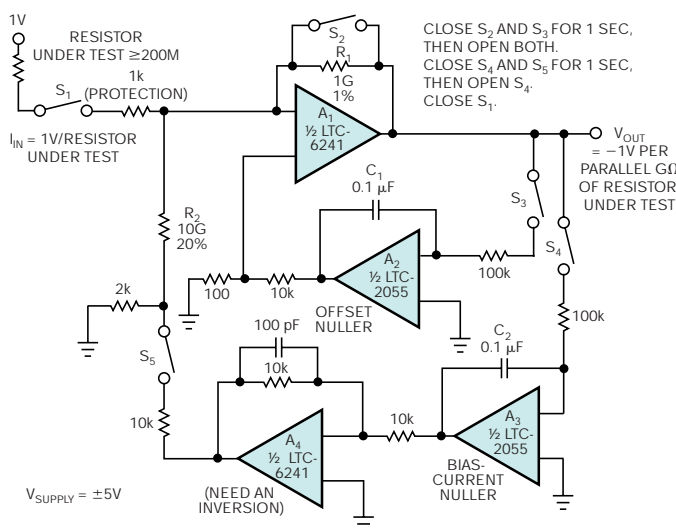 1V
RESISTOR
UNDER TEST ≥200M
S1
1k
(PROTECTION)
IIN = 1V/RESISTOR
UNDER TEST
S2
R1
1G
1%
A1
½ LTC-
6241
CLOSE S2 AND S3 FOR 1 SEC,
THEN OPEN BOTH.
CLOSE S4 AND S5 FOR 1 SEC,
THEN OPEN S4.
CLOSE S1.
VOUT
= –1V PER
PARALLEL GΩ
OF RESISTOR
UNDER TEST
C1
0.1 µF
S3
S4
R2
10G
20%
A2
½ LTC-
2055
100k
100
10k
OFFSET
NULLER
2k
100k
S5
100 pF
10k
C2
0.1 µF
10k
A4
½ LTC-
6241
10k
A3
½ LTC-
2055
(NEED AN
INVERSION)
BIAS-
CURRENT
NULLER
VSUPPLY = ±5V